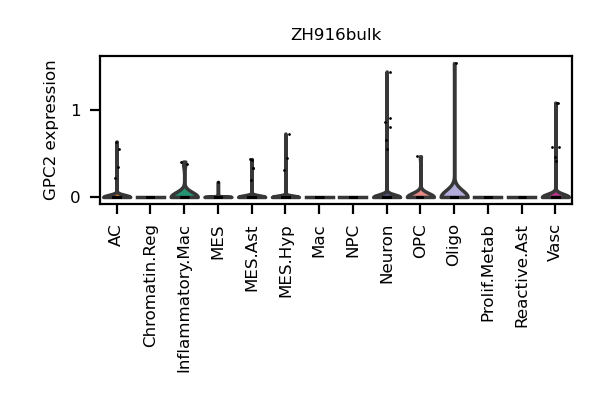 ZH916bulk
GPC2 expression
1
0
AC
Chromatin.Reg
Inflammatory.Mac
MES
MES.Ast
MES.Hyp
Mac
NPC
Neuron
OPC
Oligo
Prolif.Metab
Reactive.Ast
Vasc